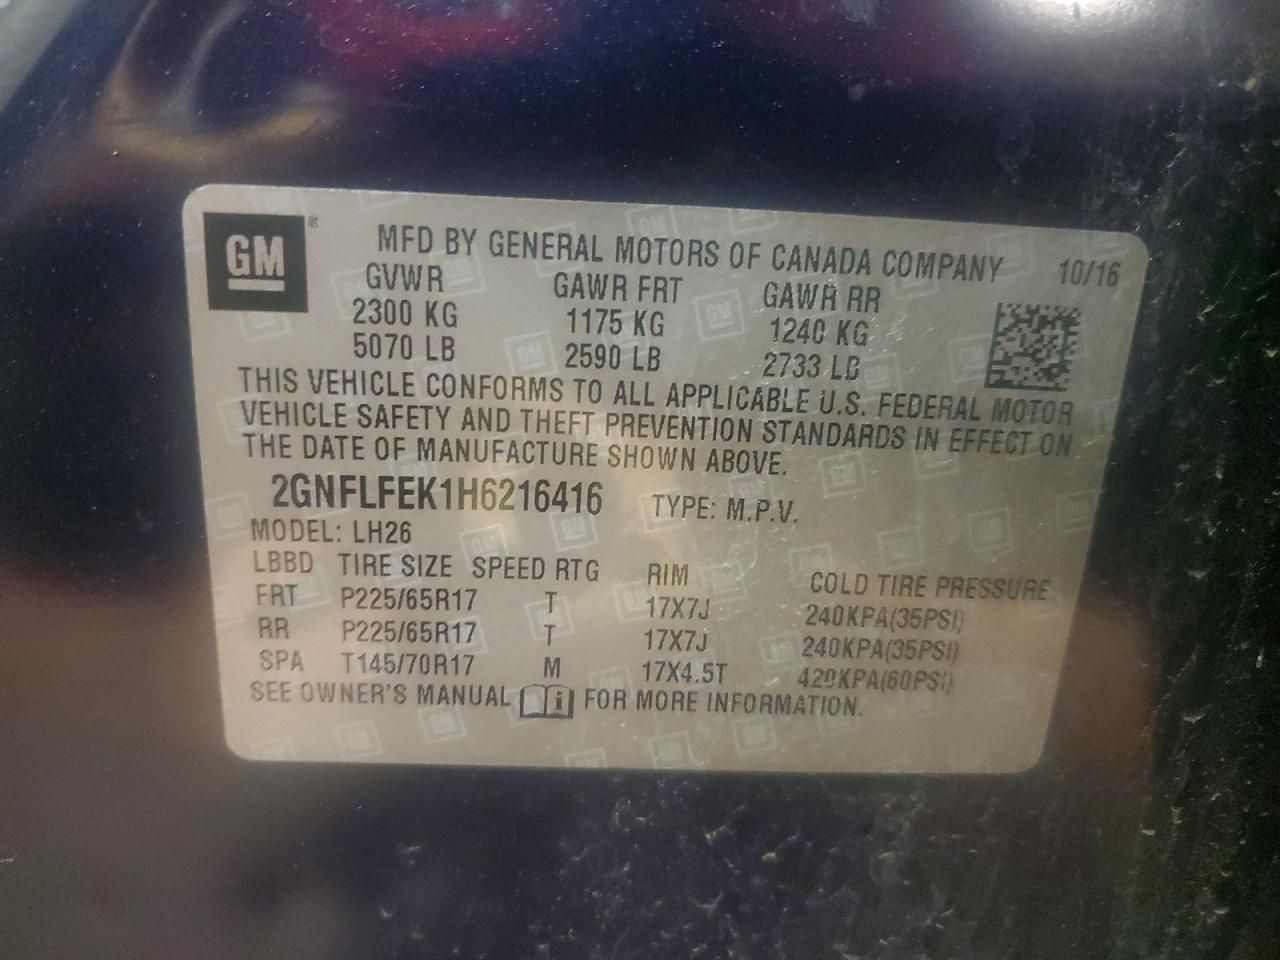 GM®
MFD BY GENERAL MOTORS OF CANADA COMPANY 10/16
GVWR GAWR FRT GAWR RR
2300 KG 1175 KG 1240 KG
5070 LB 2590 LB 2733 LB
THIS VEHICLE CONFORMS TO ALL APPLICABLE U.S. FEDERAL MOTOR
VEHICLE SAFETY AND THEFT PREVENTION STANDARDS IN EFFECT ON
THE DATE OF MANUFACTURE SHOWN ABOVE.
2GNFLFEK1H6216416 TYPE: M.P.V.
MODEL: LH26
LBBD TIRE SIZE SPEED RTG RIM COLD TIRE PRESSURE
FRT P225/65R17 T 17X7J 240KPA(35PSI)
RR P225/65R17 T 17X7J 240KPA(35PSI)
SPA T145/70R17 M 17X4.5T 420KPA(60PSI)
SEE OWNER'S MANUAL i FOR MORE INFORMATION.